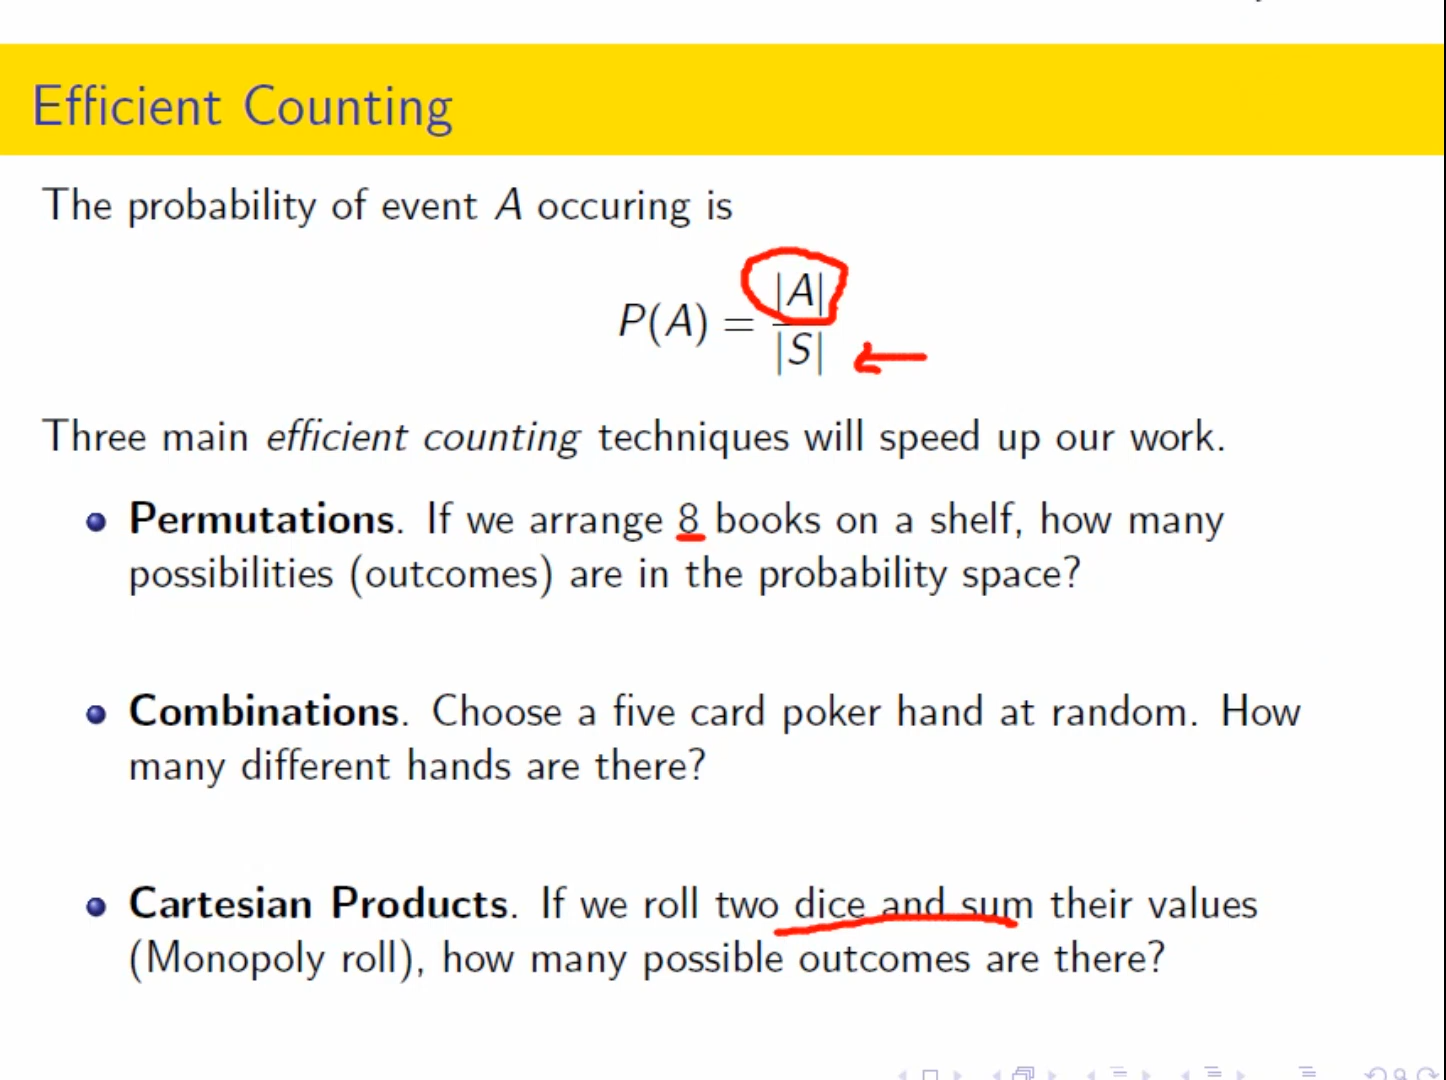 Efficient Counting
The probability of event A occuring is
P(A) = |A| / |S|
Three main efficient counting techniques will speed up our work.
Permutations. If we arrange 8 books on a shelf, how many
possibilities (outcomes) are in the probability space?
Combinations. Choose a five card poker hand at random. How
many different hands are there?
Cartesian Products. If we roll two dice and sum their values
(Monopoly roll), how many possible outcomes are there?